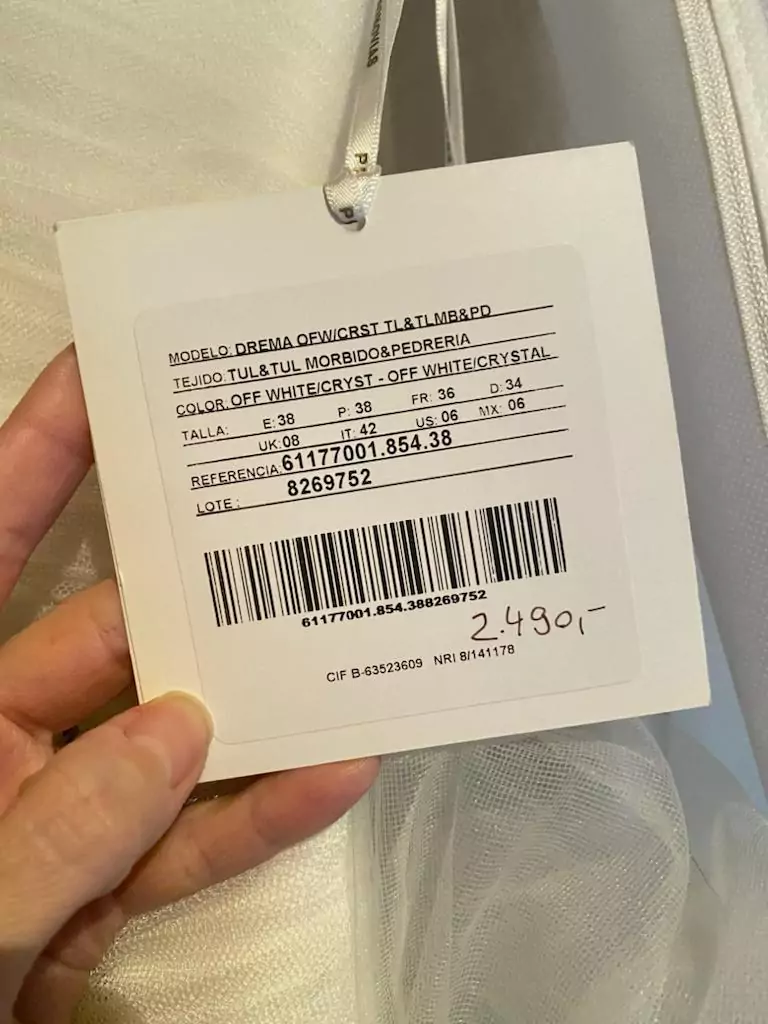 MODELO: DREMA OFW/CRST TL&TLMB&PD
TEJIDO: TUL&TUL MORBIDO&PEDRERIA
COLOR: OFF WHITE/CRYST - OFF WHITE/CRYSTAL
TALLA: E: 38 P: 38 FR: 36 D: 34
UK: 08 IT: 42 US: 06 MX: 06
REFERENCIA: 61177001.854.38
LOTE: 8269752
61177001.854.388269752
2.490,-
CIF B-63523609 NRI 8/141178